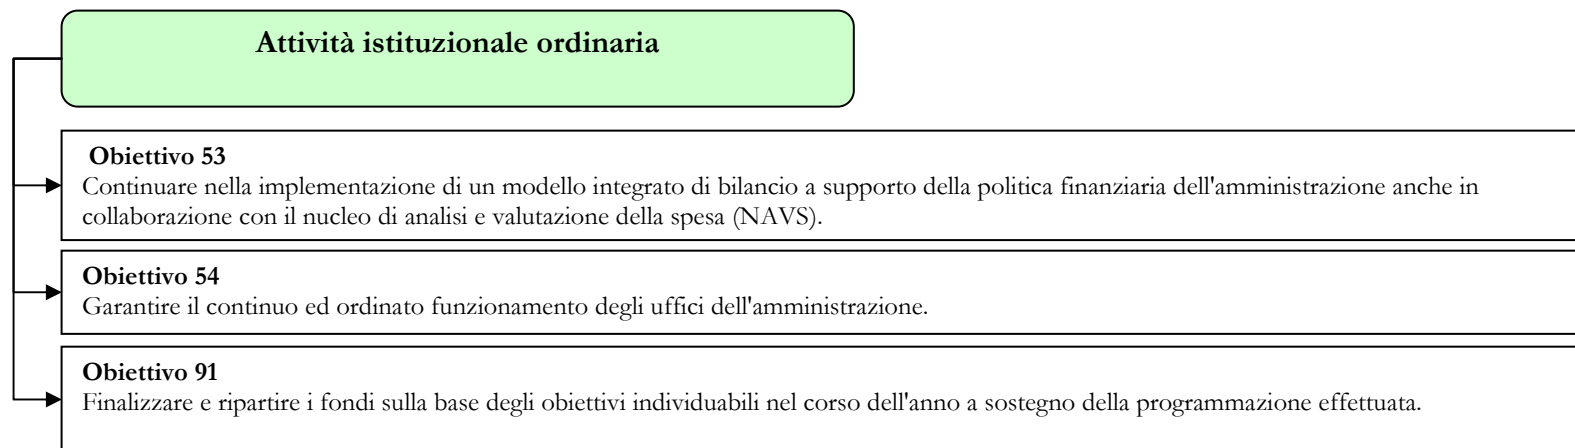 Attività istituzionale ordinaria
Obiettivo 53
Continuare nella implementazione di un modello integrato di bilancio a supporto della politica finanziaria dell'amministrazione anche in
collaborazione con il nucleo di analisi e valutazione della spesa (NAVS).
Obiettivo 54
Garantire il continuo ed ordinato funzionamento degli uffici dell'amministrazione.
Obiettivo 91
Finalizzare e ripartire i fondi sulla base degli obiettivi individuabili nel corso dell'anno a sostegno della programmazione effettuata.